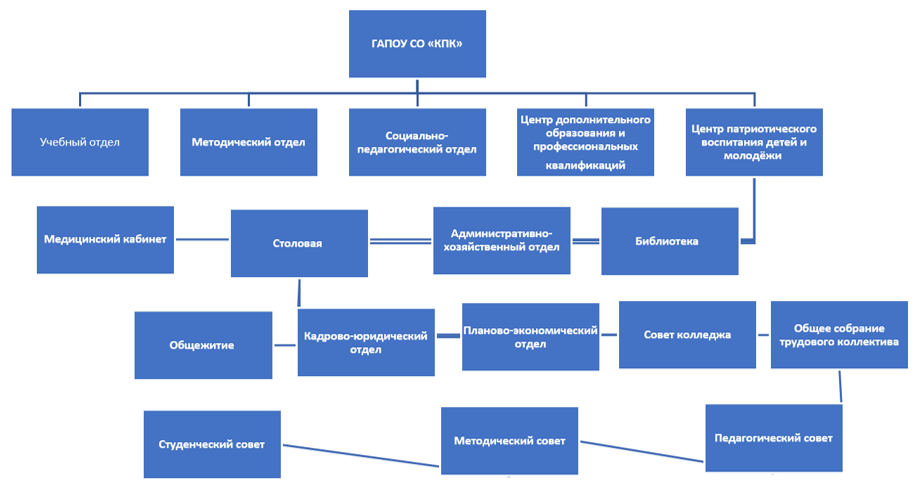 ГАПОУ СО «КПК»
Учебный отдел
Методический отдел
Социально-
педагогический отдел
Центр дополнительного
образования и
профессиональных
квалификаций
Центр патриотического
воспитания детей и
молодёжи
Медицинский кабинет
Столовая
Административно-
хозяйственный отдел
Библиотека
Общежитие
Кадрово-юридический
отдел
Планово-экономический
отдел
Совет колледжа
Общее собрание
трудового коллектива
Студенческий совет
Методический совет
Педагогический совет